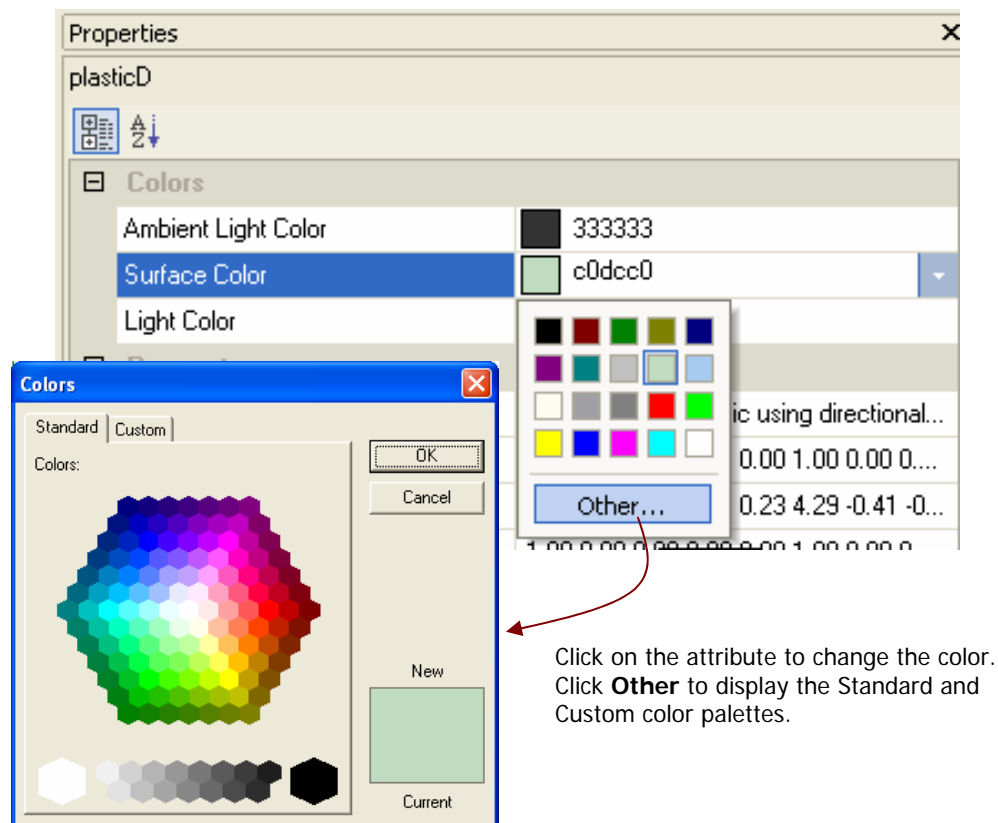 Properties
plasticD
Colors
Ambient Light Color 333333
Surface Color c0dcc0
Light Color
ic using directional...
0.00 1.00 0.00 0....
Other... 0.23 4.29 -0.41 -0...
Colors
Standard Custom
Colors:
OK
Cancel
New
Current
Click on the attribute to change the color.
Click Other to display the Standard and
Custom color palettes.